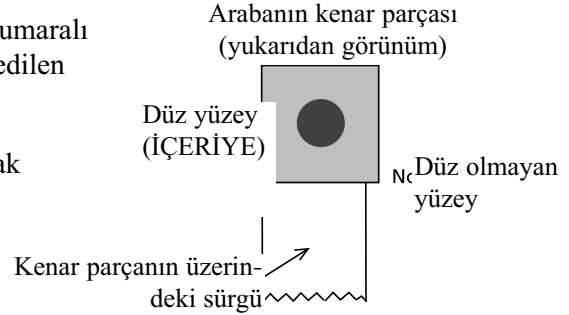 Arabanın kenar parçası
(yukarıdan görünüm)
umaralı
edilen
Düz yüzey
(İÇERİYE)
ak
No
Düz olmayan
yüzey
Kenar parçanın üzerin-
deki sürgü